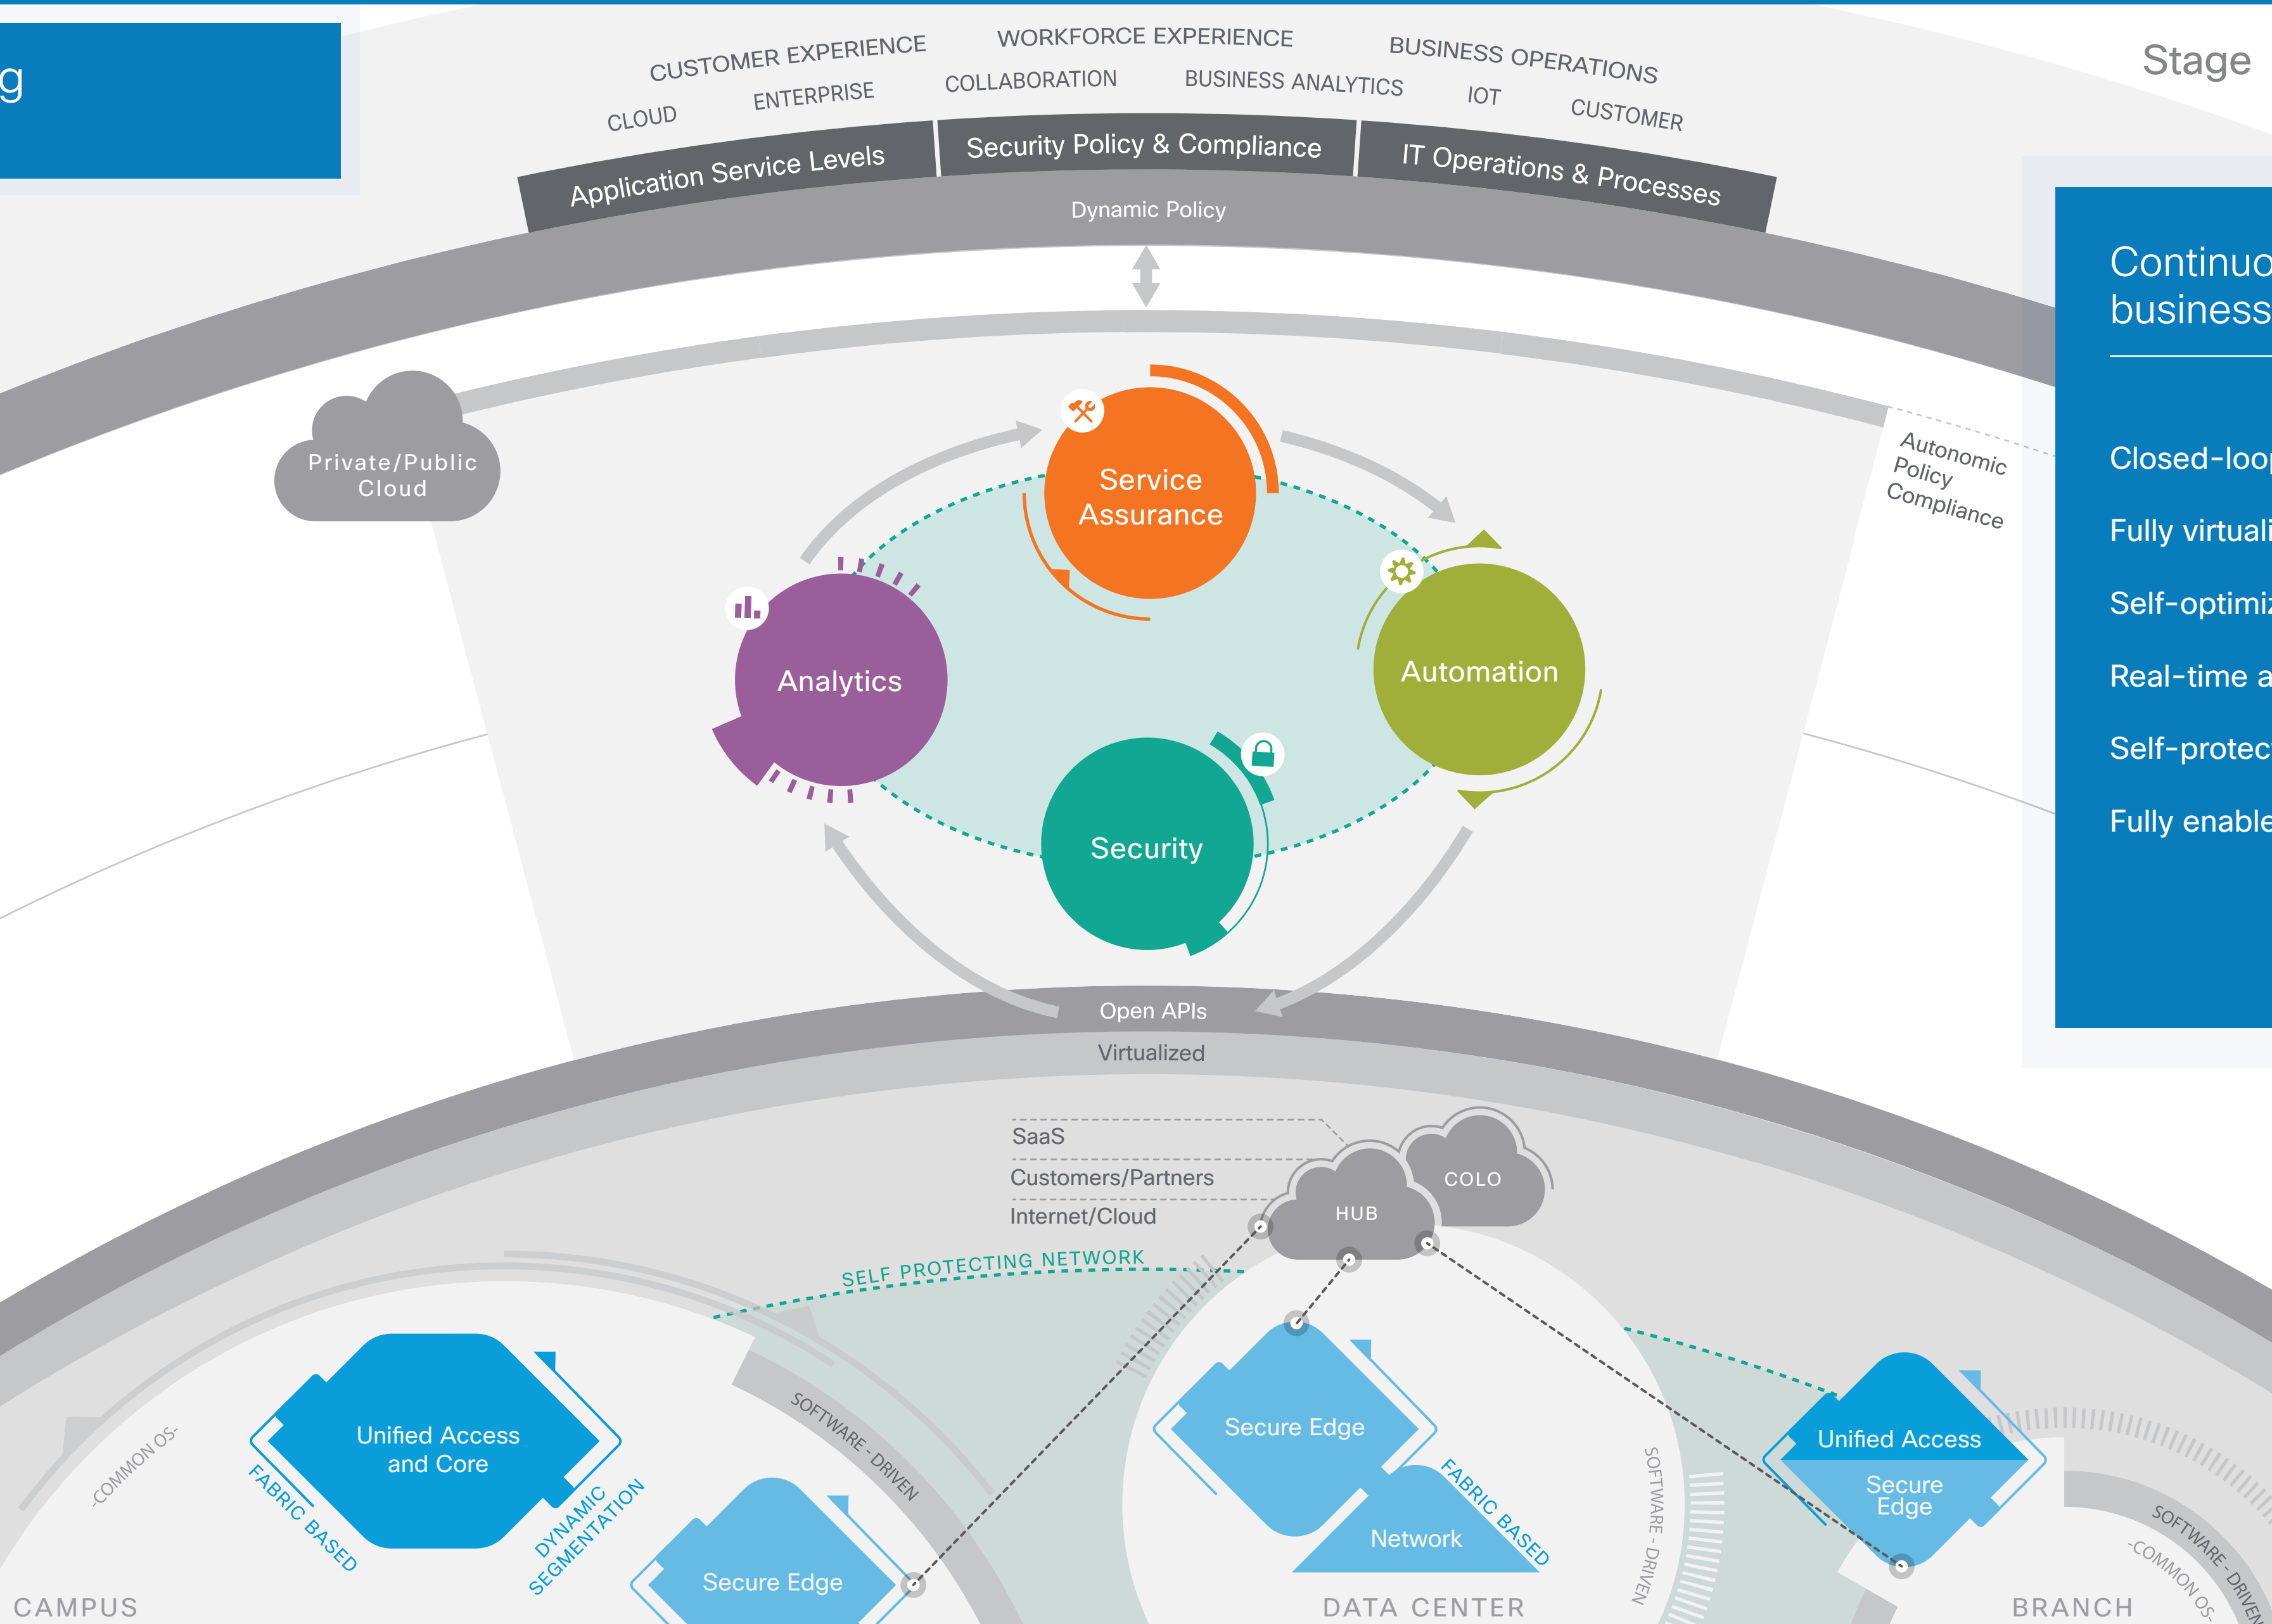 g
Stage
CUSTOMER EXPERIENCE
WORKFORCE EXPERIENCE
BUSINESS OPERATIONS
CLOUD
ENTERPRISE
COLLABORATION
BUSINESS ANALYTICS
IOT
CUSTOMER
Application Service Levels
Security Policy & Compliance
IT Operations & Processes
Dynamic Policy
Continuo
business
Private/Public
Cloud
Autonomic
Policy
Compliance
Service
Assurance
Analytics
Automation
Security
Closed-loop
Fully virtuali
Self-optimiz
Real-time a
Self-protec
Fully enable
Open APIs
Virtualized
SaaS
Customers/Partners
Internet/Cloud
COLO
HUB
SELF PROTECTING NETWORK
-COMMON OS-
Unified Access
and Core
FABRIC BASED
DYNAMIC
SEGMENTATION
SOFTWARE - DRIVEN
Secure Edge
CAMPUS
Secure Edge
Network
FABRIC BASED
SOFTWARE - DRIVEN
DATA CENTER
Unified Access
Secure
Edge
SOFTWARE - DRIVEN
-COMMON OS-
BRANCH